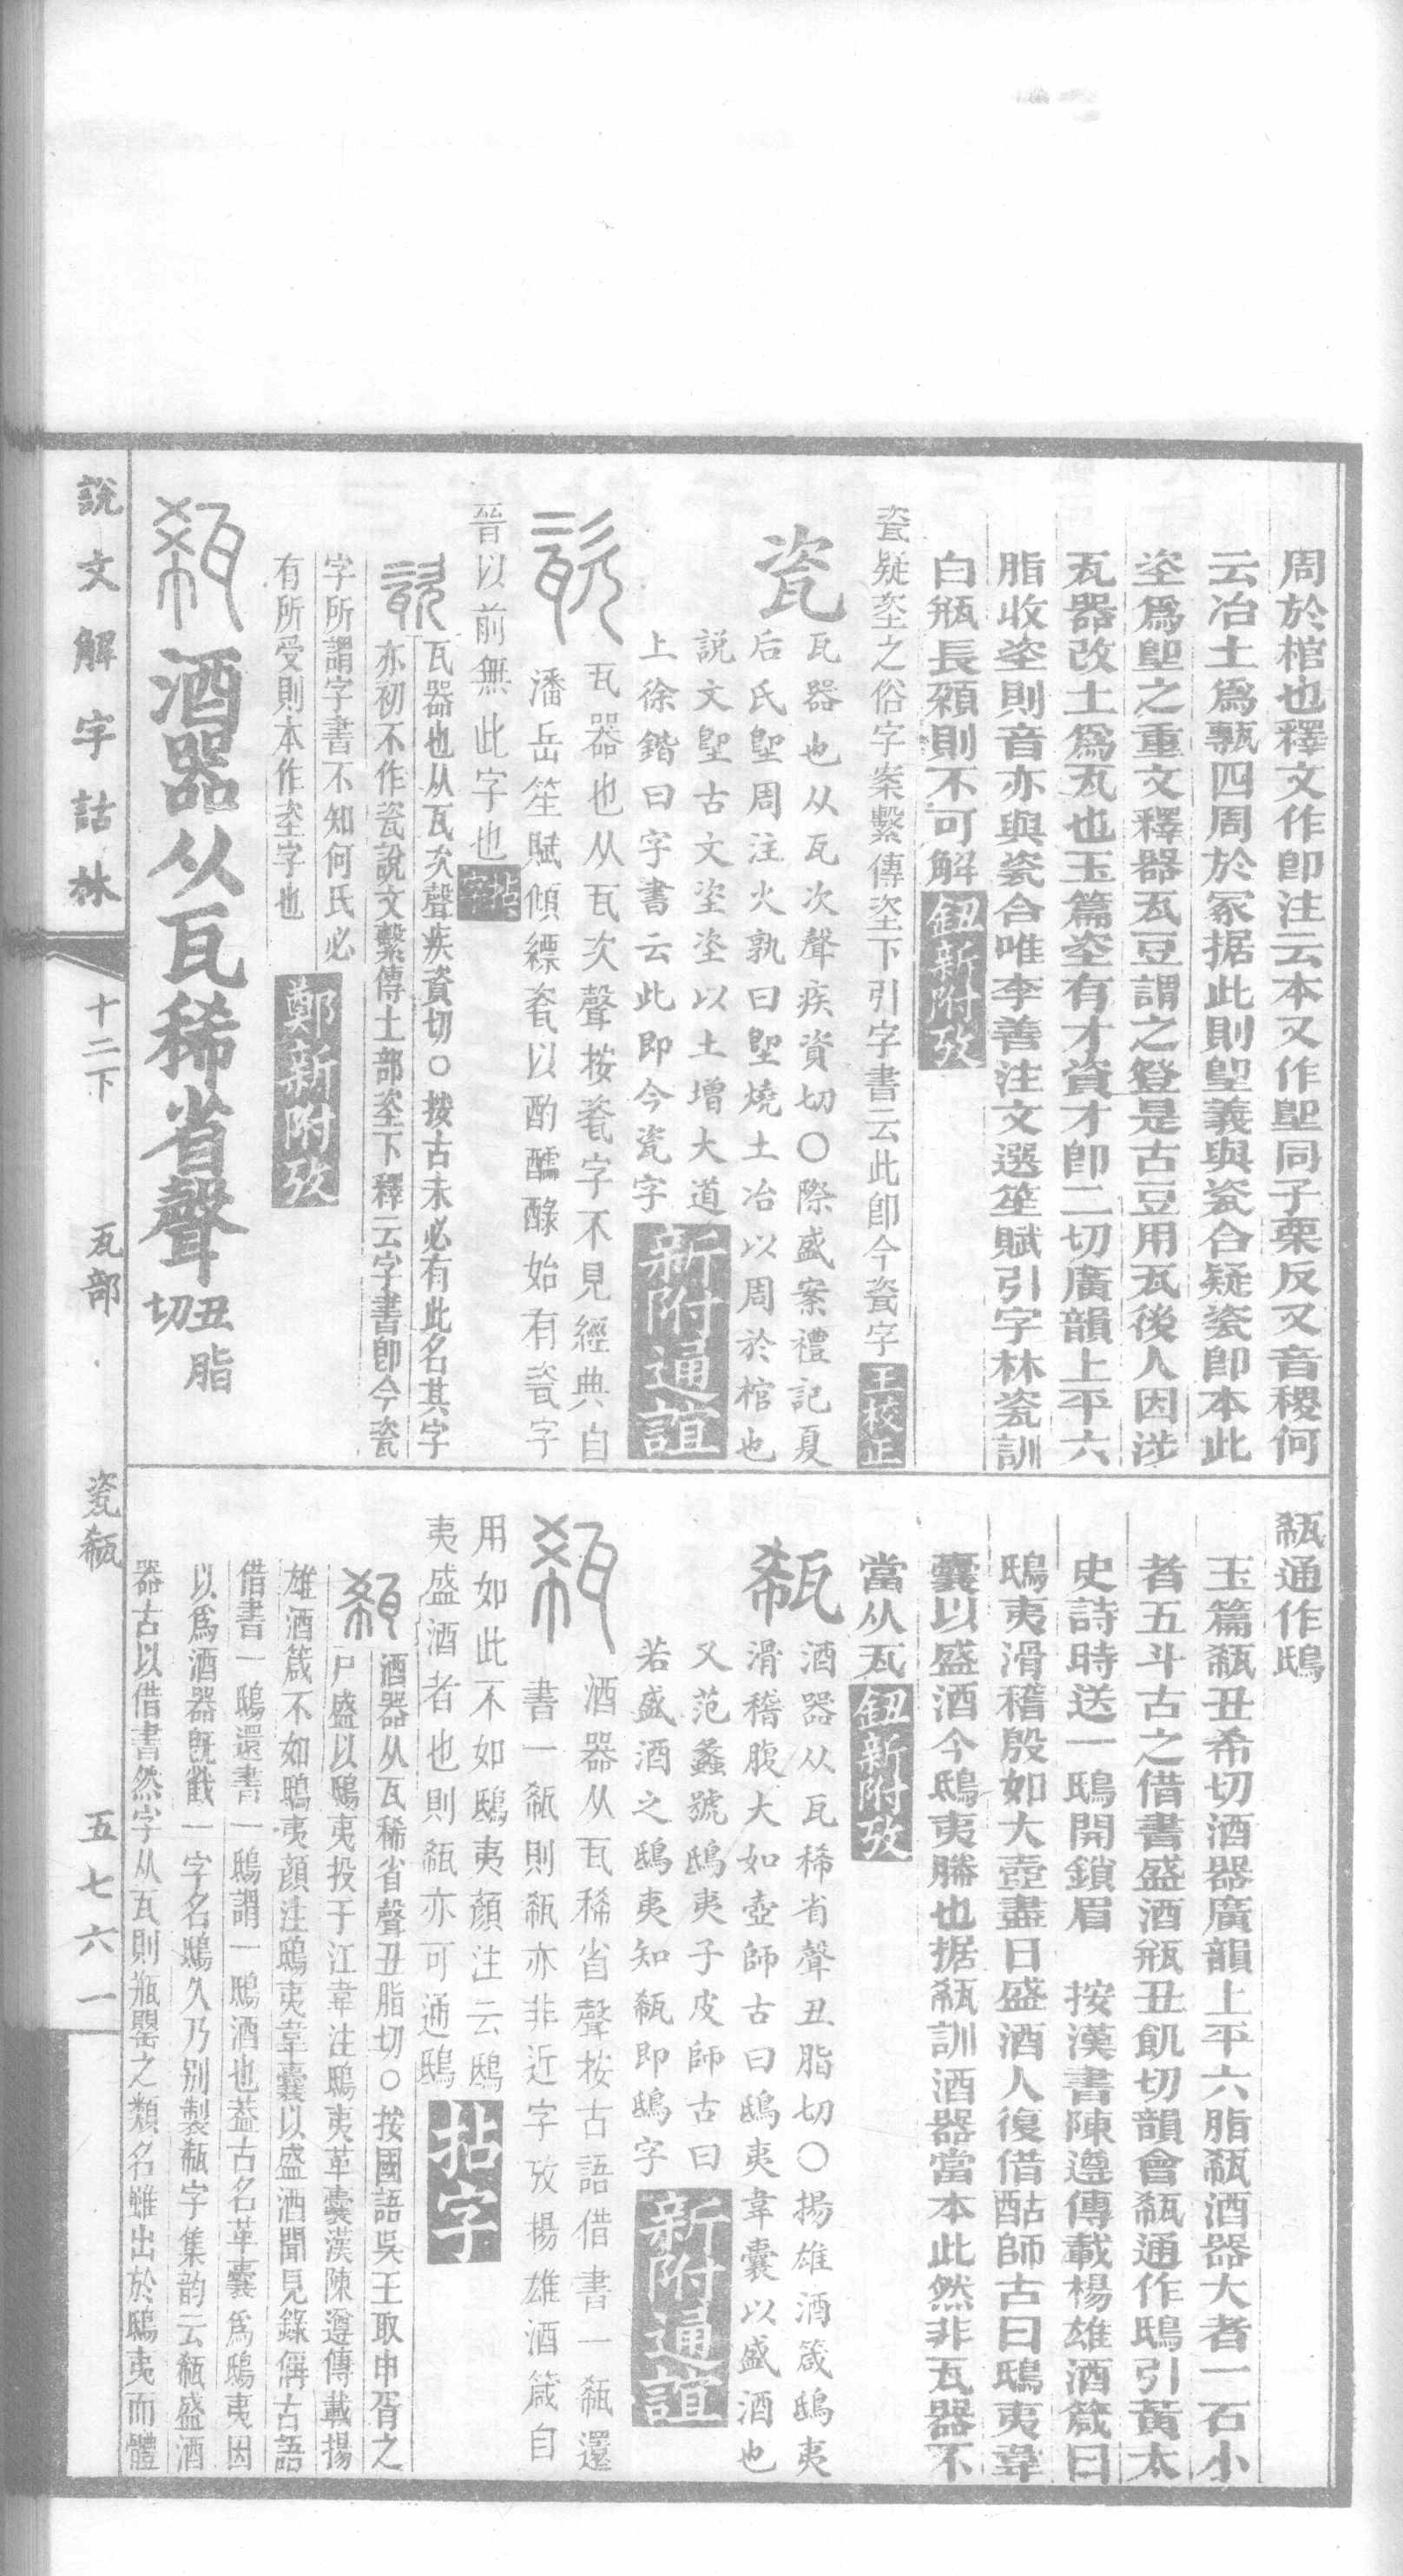 周於棺也釋文作卽注云本又作堲同子栗反又音稷何
云冶土爲甎四周於冢据此則堲義與瓷合疑瓷卽本此
垐爲堲之重文釋器瓦豆謂之登是古豆用瓦後人因涉
瓦器改土爲瓦也玉篇垐有才資才卽二切廣韻上平六
脂收垐則音亦與瓷合唯李善注文選笙賦引字林瓷訓
白瓶長䫙則不可解鈕新附攷
瓷疑垐之俗字案繫傳垐下引字書云此卽今瓷字王校正
瓷
瓦器也从瓦次聲疾資切〇際盛案禮記夏
后氏堲周注火孰曰堲燒土冶以周於棺也
說文堲古文垐垐以土增大道
上徐鍇曰字書云此即今瓷字新附通誼
瓷
瓦器也从瓦次聲按瓷字不見經典自
潘岳笙賦傾縹瓷以酌醽醁始有瓷字
晉以前無此字也拈字
瓷
瓦器也从瓦次聲疾資切〇按古未必有此名其字
亦初不作瓷說文繫傳土部垐下釋云字書卽今瓷
字所謂字書不知何氏必
有所受則本作垐字也鄭新附攷
瓻酒器从瓦稀省聲丑脂切
瓻通作鴟
玉篇瓻丑希切酒器廣韻上平六脂瓻酒器大者一石小
者五斗古之借書盛酒瓶丑飢切韻會瓻通作鴟引黃太
史詩時送一鴟開鎖眉 按漢書陳遵傳載楊雄酒箴曰
鴟夷滑稽殷如大壺盡日盛酒人復借酤師古曰鴟夷韋
囊以盛酒今鴟夷勝也据瓻訓酒器當本此然非瓦器不
當从瓦鈕新附攷
瓻
酒器从瓦稀省聲丑脂切〇揚雄酒箴鴟夷
滑稽腹大如壺師古曰鴟夷韋囊以盛酒也
又范蠡號鴟夷子皮師古曰
若盛酒之鴟夷知瓻即鴟字新附通誼
瓻
酒器从瓦稀省聲按古語借書一瓻還
書一瓻則瓻亦非近字攷楊雄酒箴自
用如此不如鴟夷顏注云鴟
夷盛酒者也則瓻亦可通鴟拈字
瓻
酒器从瓦稀省聲丑脂切〇按國語吳王取申胥之
尸盛以鴟夷投于江韋注鴟夷革囊漢陳遵傳載揚
雄酒箴不如鴟夷顏注鴟夷韋囊以盛酒聞見錄偁古語
借書一鴟還書一鴟謂一鴟酒也葢古名革囊爲鴟夷因
以爲酒器旣戳一字名鴟久乃別製瓻字集韵云瓻盛酒
器古以借書然字从瓦則瓶罌之類名雖出於鴟夷而體
說文解字詁林 十二下 瓦部 瓷瓻 五七六一